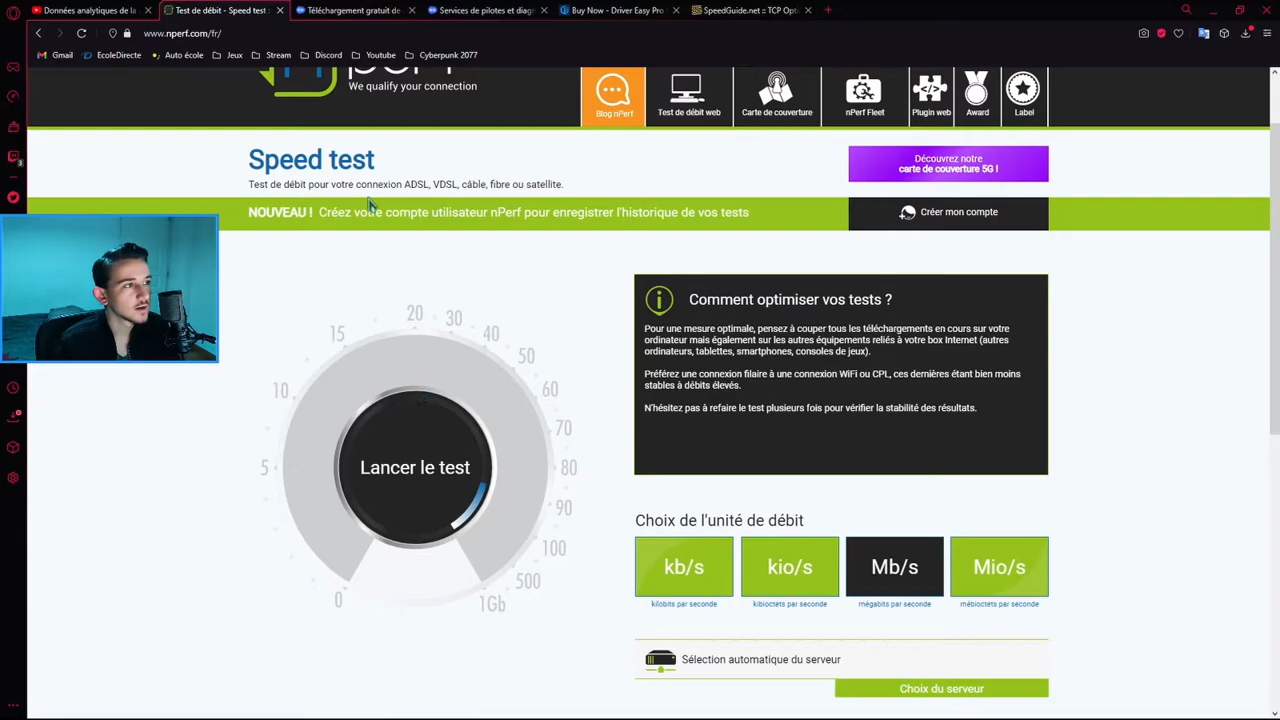 Données analytiques de la
Test de débit - Speed test
Téléchargement gratuit de
Services de pilotes et diag
Buy Now - Driver Easy Pro
SpeedGuide.net :: TCP Opt
www.nperf.com/fr/
Gmail
EcoleDirecte
Auto école
Jeux
Stream
Discord
Youtube
Cyberpunk 2077
We qualify your connection
Blog nPerf
Test de débit web
Carte de couverture
nPerf Fleet
Plugin web
Award
Label
Speed test
Test de débit pour votre connexion ADSL, VDSL, câble, fibre ou satellite.
Découvrez notre
carte de couverture 5G !
NOUVEAU ! Créez votre compte utilisateur nPerf pour enregistrer l'historique de vos tests
Créer mon compte
Comment optimiser vos tests ?
Pour une mesure optimale, pensez à couper tous les téléchargements en cours sur votre
ordinateur mais également sur les autres équipements reliés à votre box Internet (autres
ordinateurs, tablettes, smartphones, consoles de jeux).
Préférez une connexion filaire à une connexion WiFi ou CPL, ces dernières étant bien moins
stables à débits élevés.
N'hésitez pas à refaire le test plusieurs fois pour vérifier la stabilité des résultats.
0
5
10
15
20
30
40
50
60
70
80
90
100
500
1Gb
Lancer le test
Choix de l'unité de débit
kb/s
kio/s
Mb/s
Mio/s
kilobits par seconde
kibioctets par seconde
mégabits par seconde
mébioctets par seconde
Sélection automatique du serveur
Choix du serveur